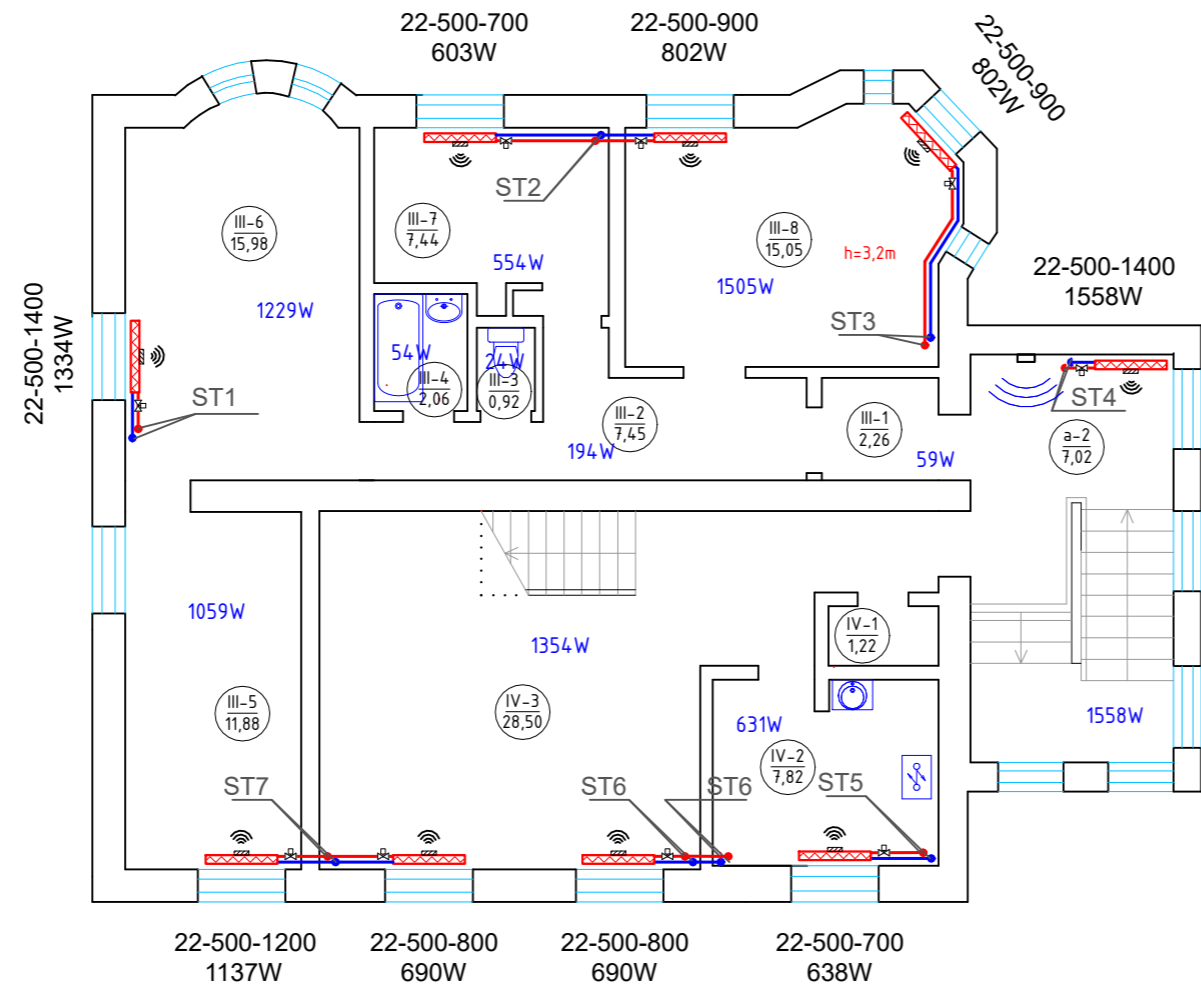 22-500-700
603W
22-500-900
802W
22-500-900
802W
ST2
III-6
15,98
III-7
7,44
III-8
15,05
h=3,2m
554W
1505W
22-500-1400
1558W
22-500-1400
1334W
1229W
ST3
54W
24W
III-4
2,06
III-3
0,92
ST1
ST4
III-2
7,45
III-1
2,26
a-2
7,02
194W
59W
1059W
1354W
IV-1
1,22
III-5
11,88
IV-3
28,50
631W
1558W
IV-2
7,82
ST7
ST6
ST6
ST5
22-500-1200
1137W
22-500-800
690W
22-500-800
690W
22-500-700
638W